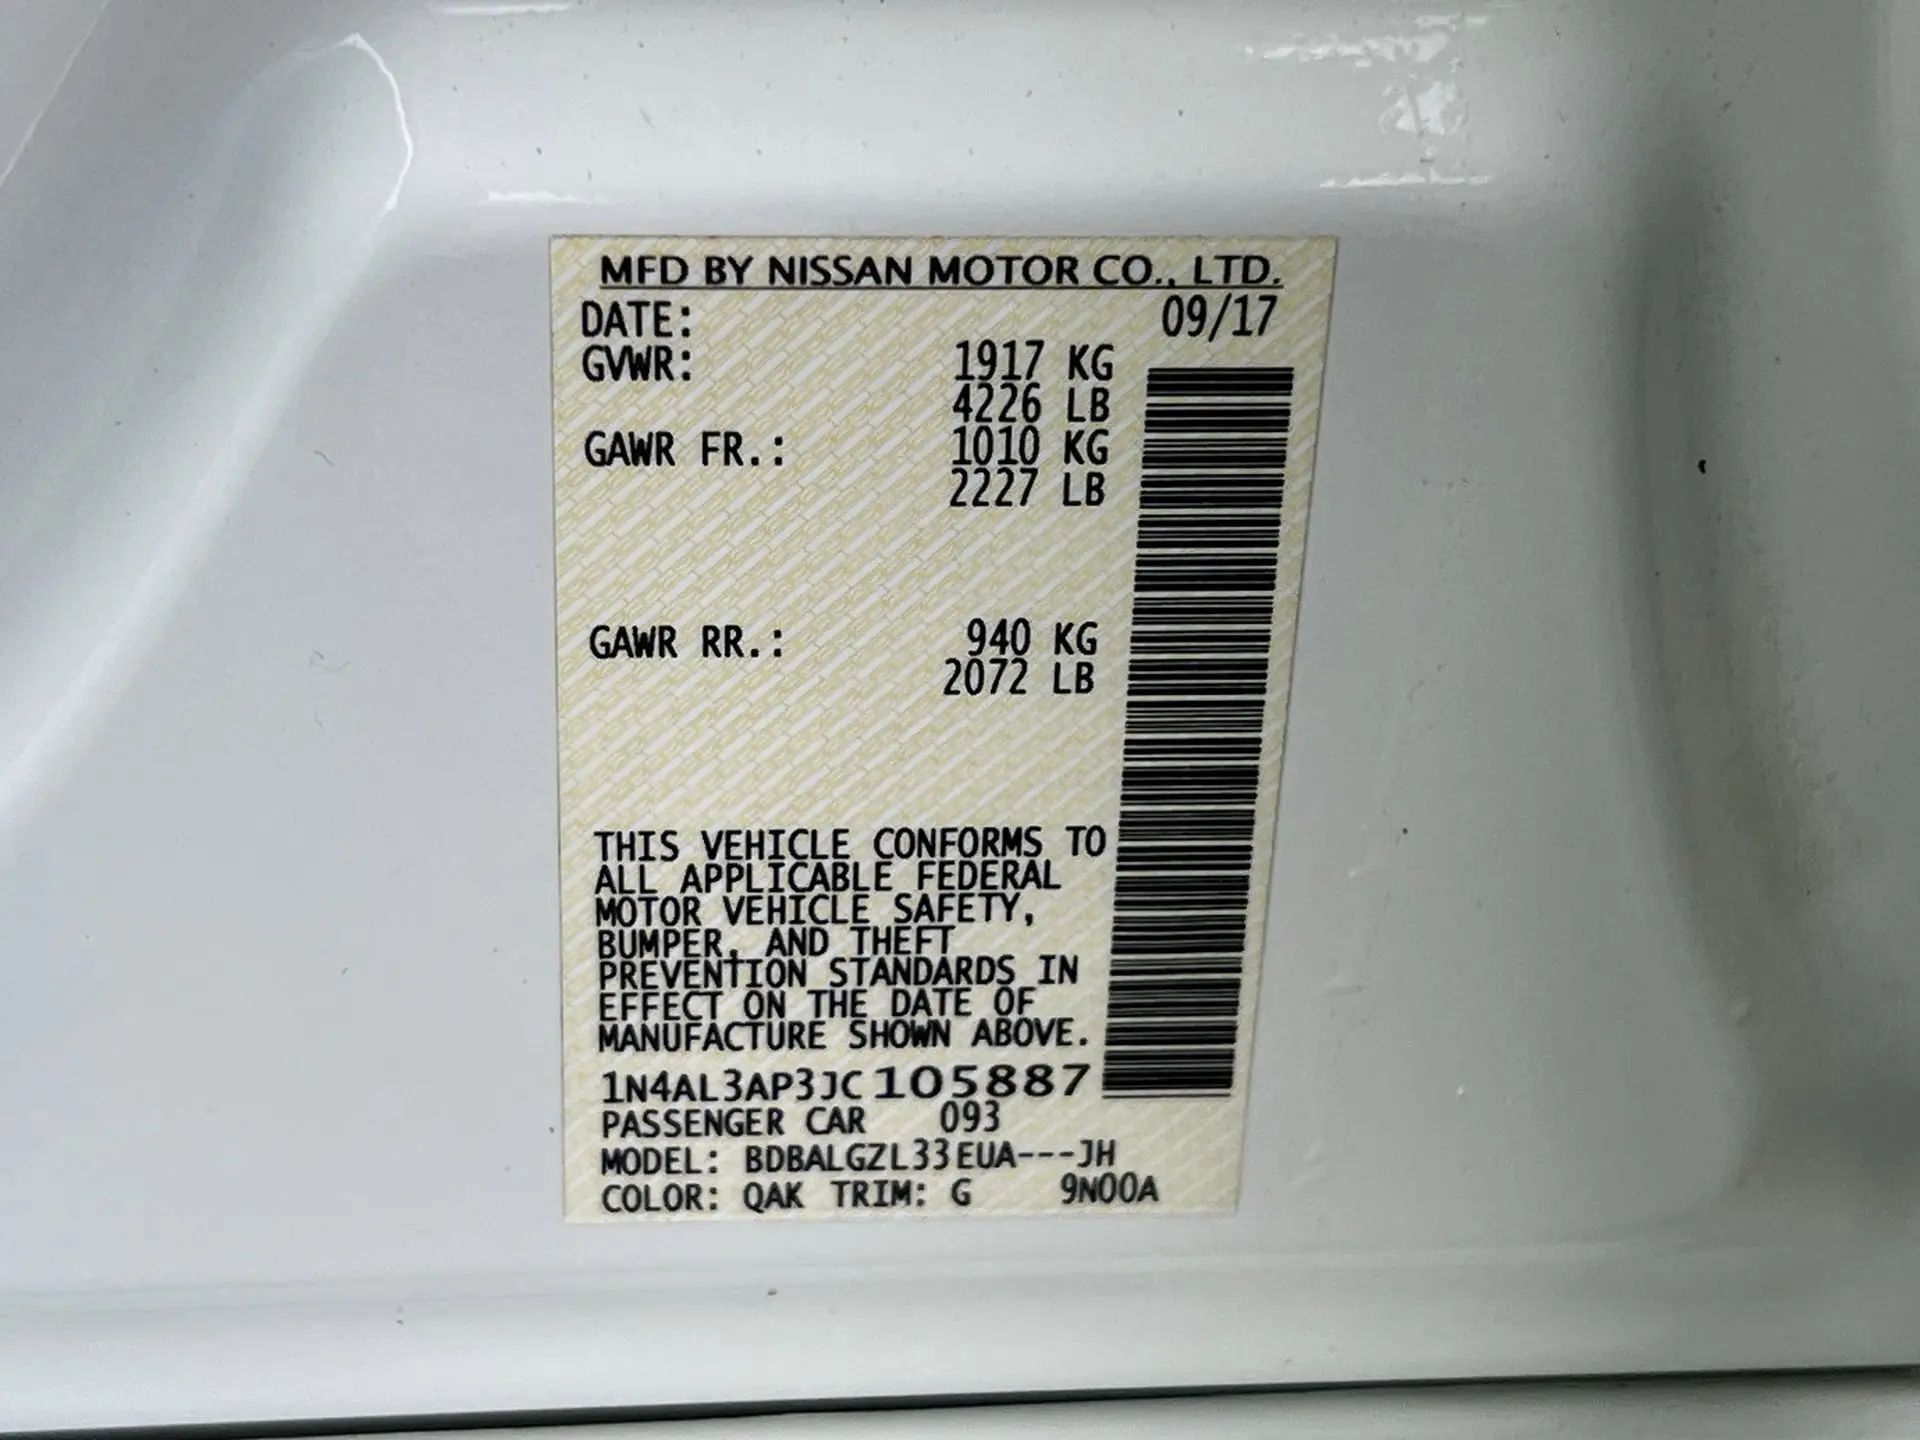 MFD BY NISSAN MOTOR CO., LTD.
DATE: 09/17
GVWR: 1917 KG
4226 LB
GAWR FR.: 1010 KG
2227 LB
GAWR RR.: 940 KG
2072 LB
THIS VEHICLE CONFORMS TO
ALL APPLICABLE FEDERAL
MOTOR VEHICLE SAFETY,
BUMPER, AND THEFT
PREVENTION STANDARDS IN
EFFECT ON THE DATE OF
MANUFACTURE SHOWN ABOVE.
1N4AL3AP3JC105887
PASSENGER CAR 093
MODEL: BDBALGZL33EUA---JH
COLOR: QAK TRIM: G 9N00A